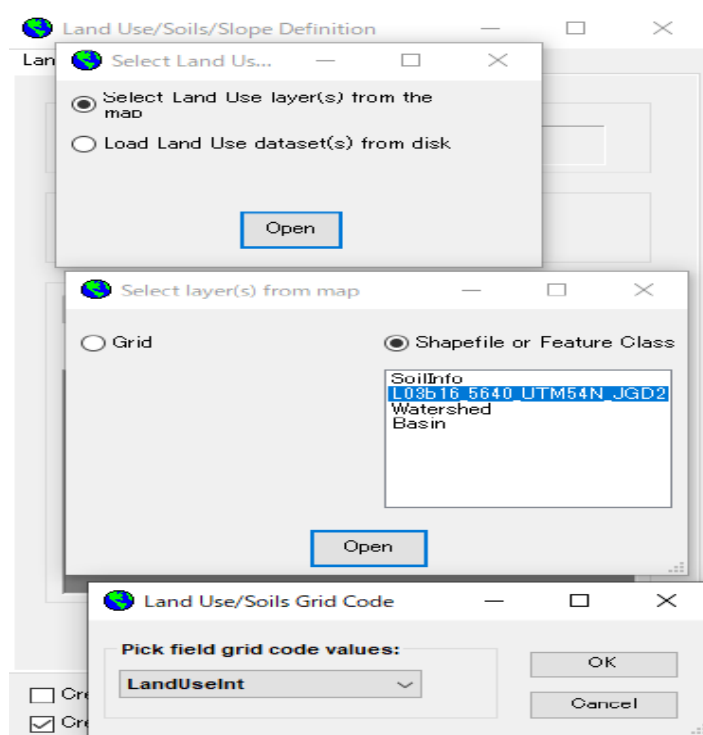 Land Use/Soils/Slope Definition
Lan
Select Land Us...
Select Land Use layer(s) from the
map
Load Land Use dataset(s) from disk
Open
Select layer(s) from map
Grid
Shapefile or Feature Class
SoilInfo
L03b16_5640_UTM54N_JGD2
Watershed
Basin
Open
Land Use/Soils Grid Code
Pick field grid code values:
LandUseInt
OK
Cancel
Cre
Cre